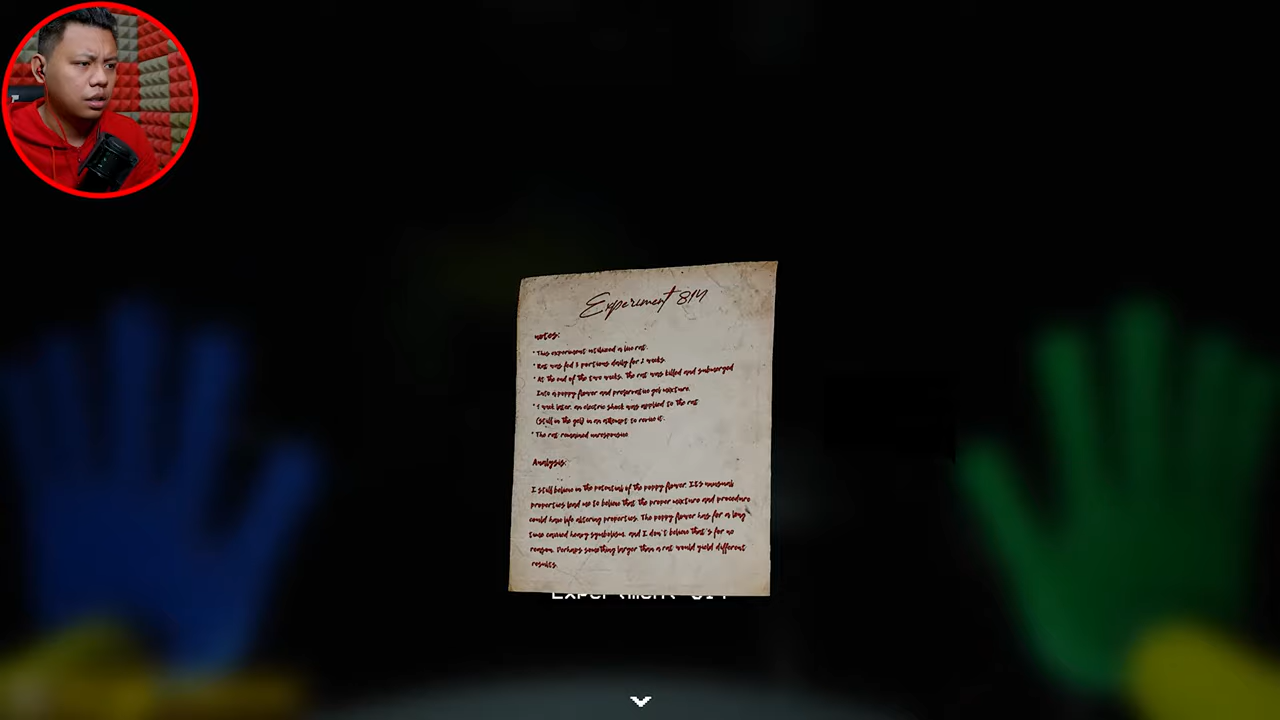 Experiment 814
notes:
* This experiment utilized a live rat.
* Rat was fed 3 portions daily for 2 weeks.
* At the end of the two weeks, the rat was killed and submerged
Into a poppy flower and preservative gel mixture.
* 1 week later, an electric shock was applied to the rat
(still in the gel) in an attempt to revive it.
* The rat remained unresponsive
Analysis:
I still believe in the potential of the poppy flower. It's unusual
properties lead me to believe that the proper mixture and procedure
could have life altering properties. The poppy flower has for a long
time carried heavy symbolism, and I don't believe that's for no
reason. Perhaps something larger than a rat would yield different
results.
Experiment 814